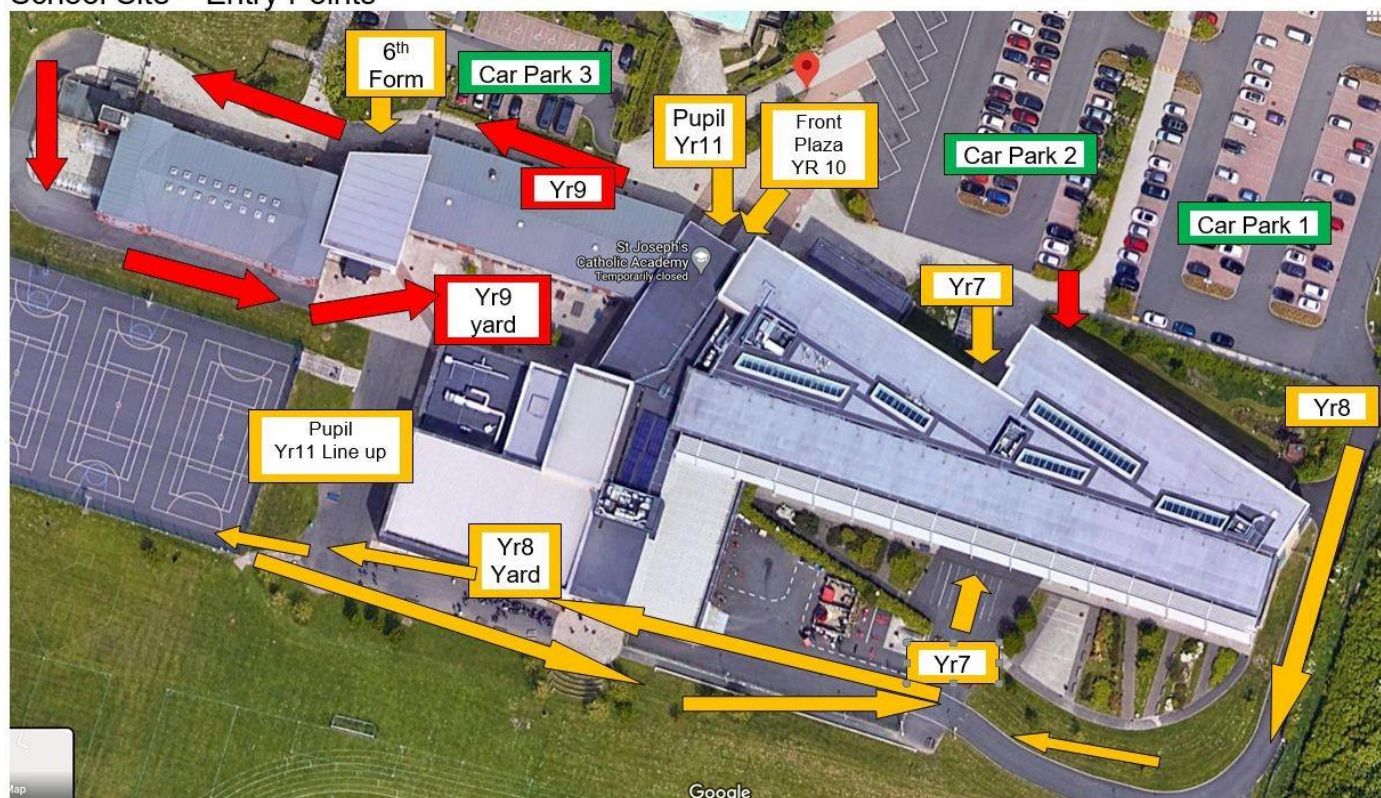 School Site – Entry Points
6th
Form
Car Park 3
Pupil
Yr11
Front
Plaza
YR 10
Car Park 2
Car Park 1
Yr9
St Joseph's
Catholic Academy
Temporarily closed
Yr7
Yr9
yard
Yr8
Pupil
Yr11 Line up
Yr8
Yard
Yr7
Map
Google